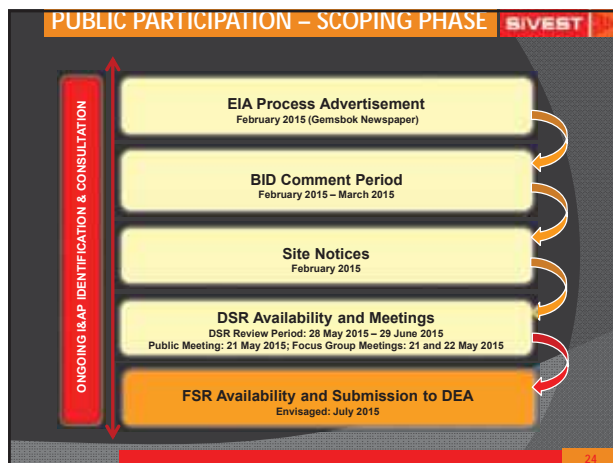 PUBLIC PARTICIPATION – SCOPING PHASE
SIVEST
ONGOING I&AP IDENTIFICATION & CONSULTATION
EIA Process Advertisement
February 2015 (Gemsbok Newspaper)
BID Comment Period
February 2015 – March 2015
Site Notices
February 2015
DSR Availability and Meetings
DSR Review Period: 28 May 2015 – 29 June 2015
Public Meeting: 21 May 2015; Focus Group Meetings: 21 and 22 May 2015
FSR Availability and Submission to DEA
Envisaged: July 2015
24